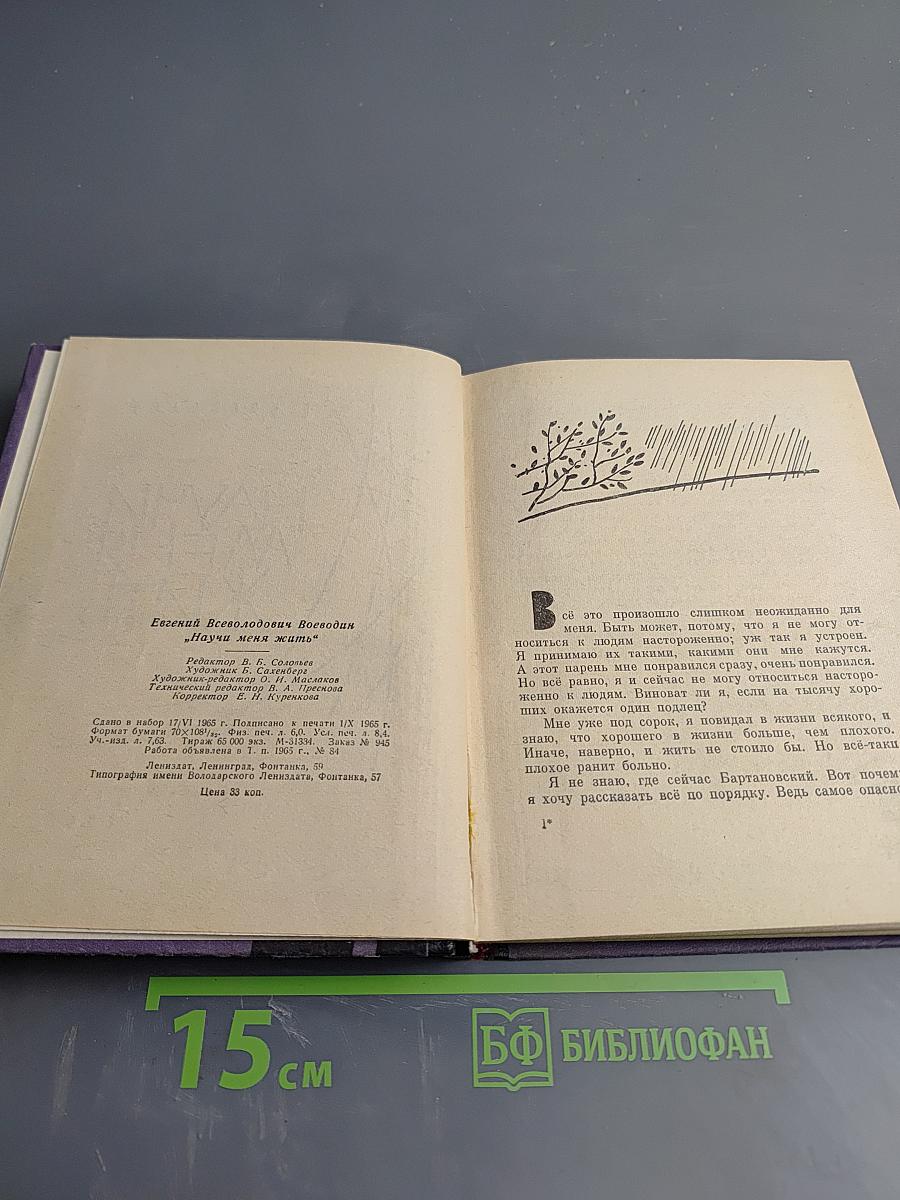 Евгений Всеволодович Воеводин
„Научи меня жить“
Редактор В. Б. Соловьев
Художник Б. Сахенберг
Художник-редактор О. И. Маслаков
Технический редактор В. А. Преснова
Корректор Е. Н. Куренкова
Сдано в набор 17/VI 1965 г. Подписано к печати 1/X 1965 г.
Формат бумаги 70×108¹/₃₂. Физ. печ. л. 6,0. Усл. печ. л. 8,4.
Уч.-изд. л. 7,63. Тираж 65 000 экз. М-31334. Заказ № 945
Работа объявлена в Т. п. 1965 г., № 84
Лениздат, Ленинград, Фонтанка, 59
Типография имени Володарского Лениздата, Фонтанка, 57
Цена 33 коп.
Всё это произошло слишком неожиданно для
меня. Быть может, потому, что я не могу от-
носиться к людям настороженно; уж так я устроен.
Я принимаю их такими, какими они мне кажутся.
А этот парень мне понравился сразу, очень понравился.
Но всё равно, я и сейчас не могу относиться насторо-
женно к людям. Виноват ли я, если на тысячу хоро-
ших окажется один подлец?
Мне уже под сорок, я повидал в жизни всякого, и
знаю, что хорошего в жизни больше, чем плохого.
Иначе, наверно, и жить не стоило бы. Но всё-таки
плохое ранит больно.
Я не знаю, где сейчас Бартановский. Вот почему
я хочу рассказать всё по порядку. Ведь самое опасно
1*
15 см
БФ БИБЛИОФАН